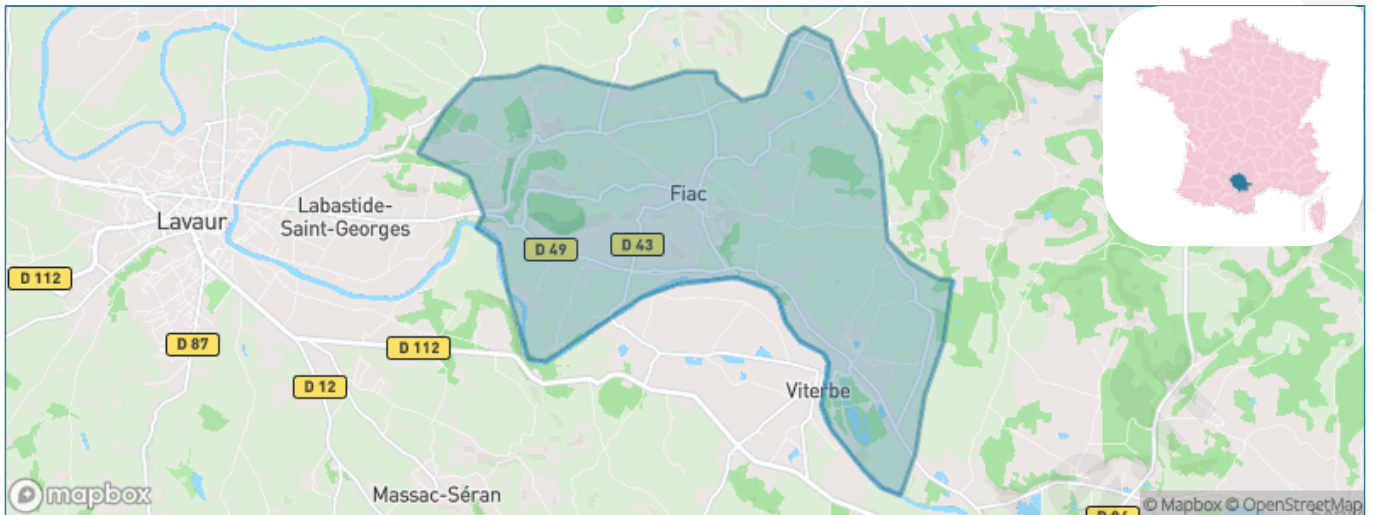 Fiac
Labastide-
Saint-Georges
Lavaur
D 49
D 43
D 112
D 87
D 112
D 12
Viterbe
Massac-Séran
mapbox
© Mapbox © OpenStreetMap